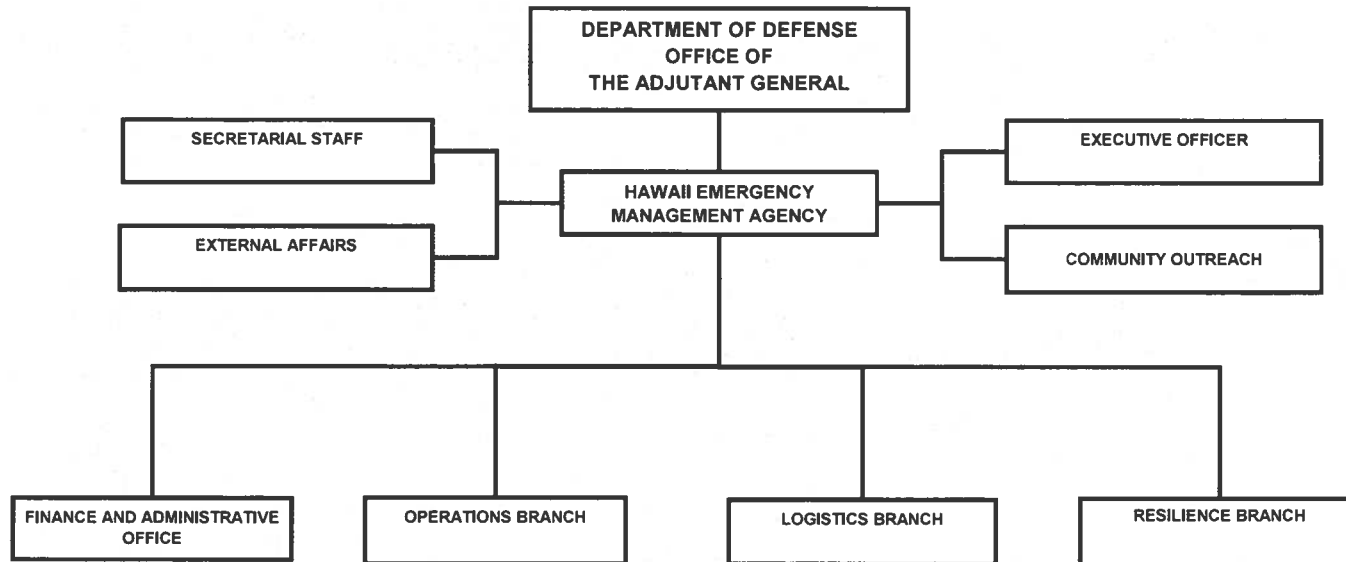 DEPARTMENT OF DEFENSE
OFFICE OF
THE ADJUTANT GENERAL
SECRETARIAL STAFF
EXECUTIVE OFFICER
HAWAII EMERGENCY
MANAGEMENT AGENCY
EXTERNAL AFFAIRS
COMMUNITY OUTREACH
FINANCE AND ADMINISTRATIVE
OFFICE
OPERATIONS BRANCH
LOGISTICS BRANCH
RESILIENCE BRANCH